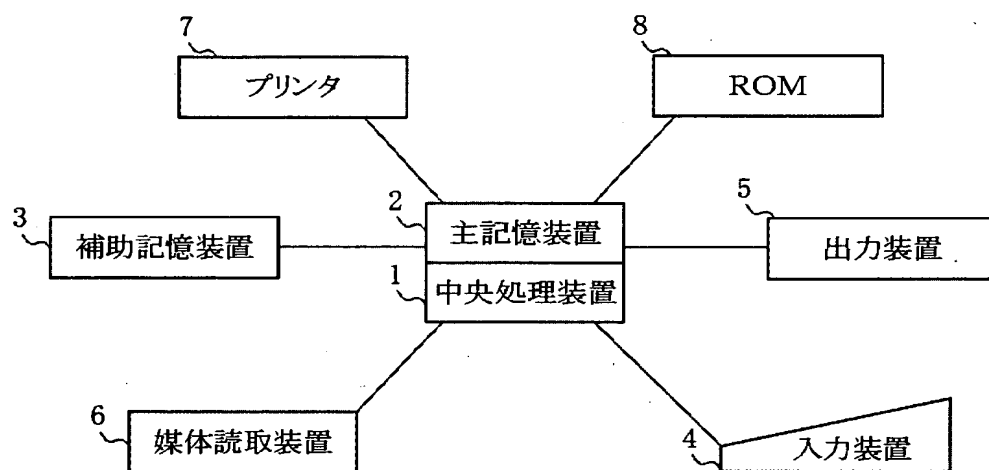 7
プリンタ
8
ROM
3
補助記憶装置
2
主記憶装置
5
出力装置
1
中央処理装置
6
媒体読取装置
4
入力装置